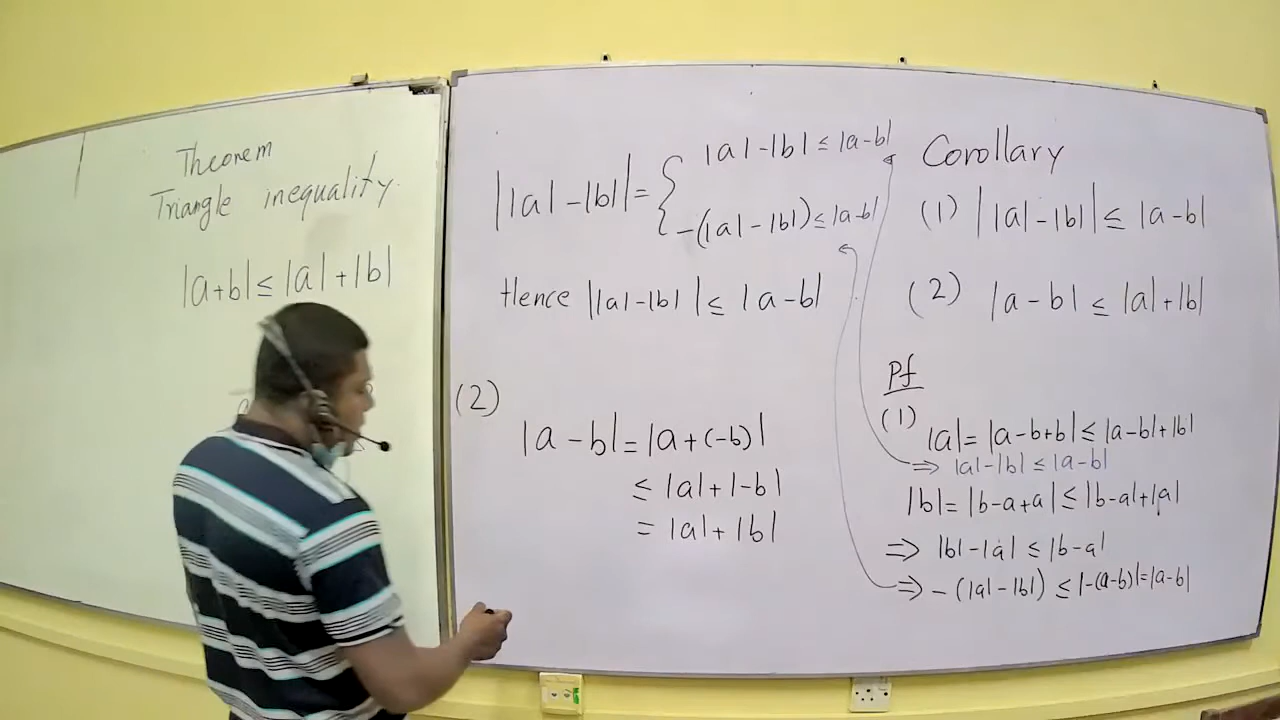 Theorem
Triangle inequality.
|a+b| ≤ |a| + |b|
Corollary
(1) ||a| - |b|| ≤ |a-b|
(2) |a-b| ≤ |a| + |b|
Pf
(1) |a| = |a-b+b| ≤ |a-b| + |b|
⇒ |a| - |b| ≤ |a-b|
|b| = |b-a+a| ≤ |b-a| + |a|
⇒ |b| - |a| ≤ |b-a|
⇒ -(|a| - |b|) ≤ |-(a-b)| = |a-b|
||a| - |b|| = { |a| - |b| ≤ |a-b|
-(|a| - |b|) ≤ |a-b|
Hence ||a| - |b|| ≤ |a-b|
(2)
|a-b| = |a+(-b)|
≤ |a| + |-b|
= |a| + |b|